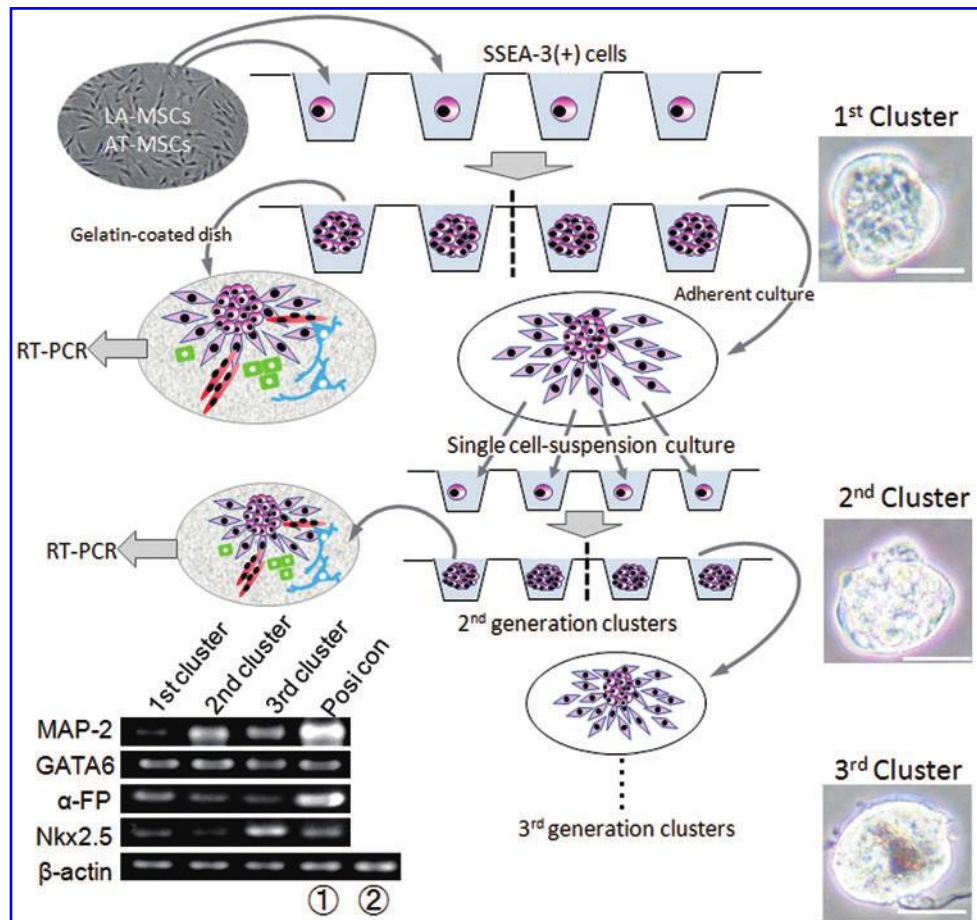 SSEA-3(+) cells
LA-MSCs
AT-MSCs
1st Cluster
Gelatin-coated dish
Adherent culture
RT-PCR
Single cell-suspension culture
2nd Cluster
RT-PCR
2nd generation clusters
1st cluster
2nd cluster
3rd cluster
Posi con
MAP-2
GATA6
α-FP
Nkx2.5
β-actin
① ②
3rd Cluster
3rd generation clusters